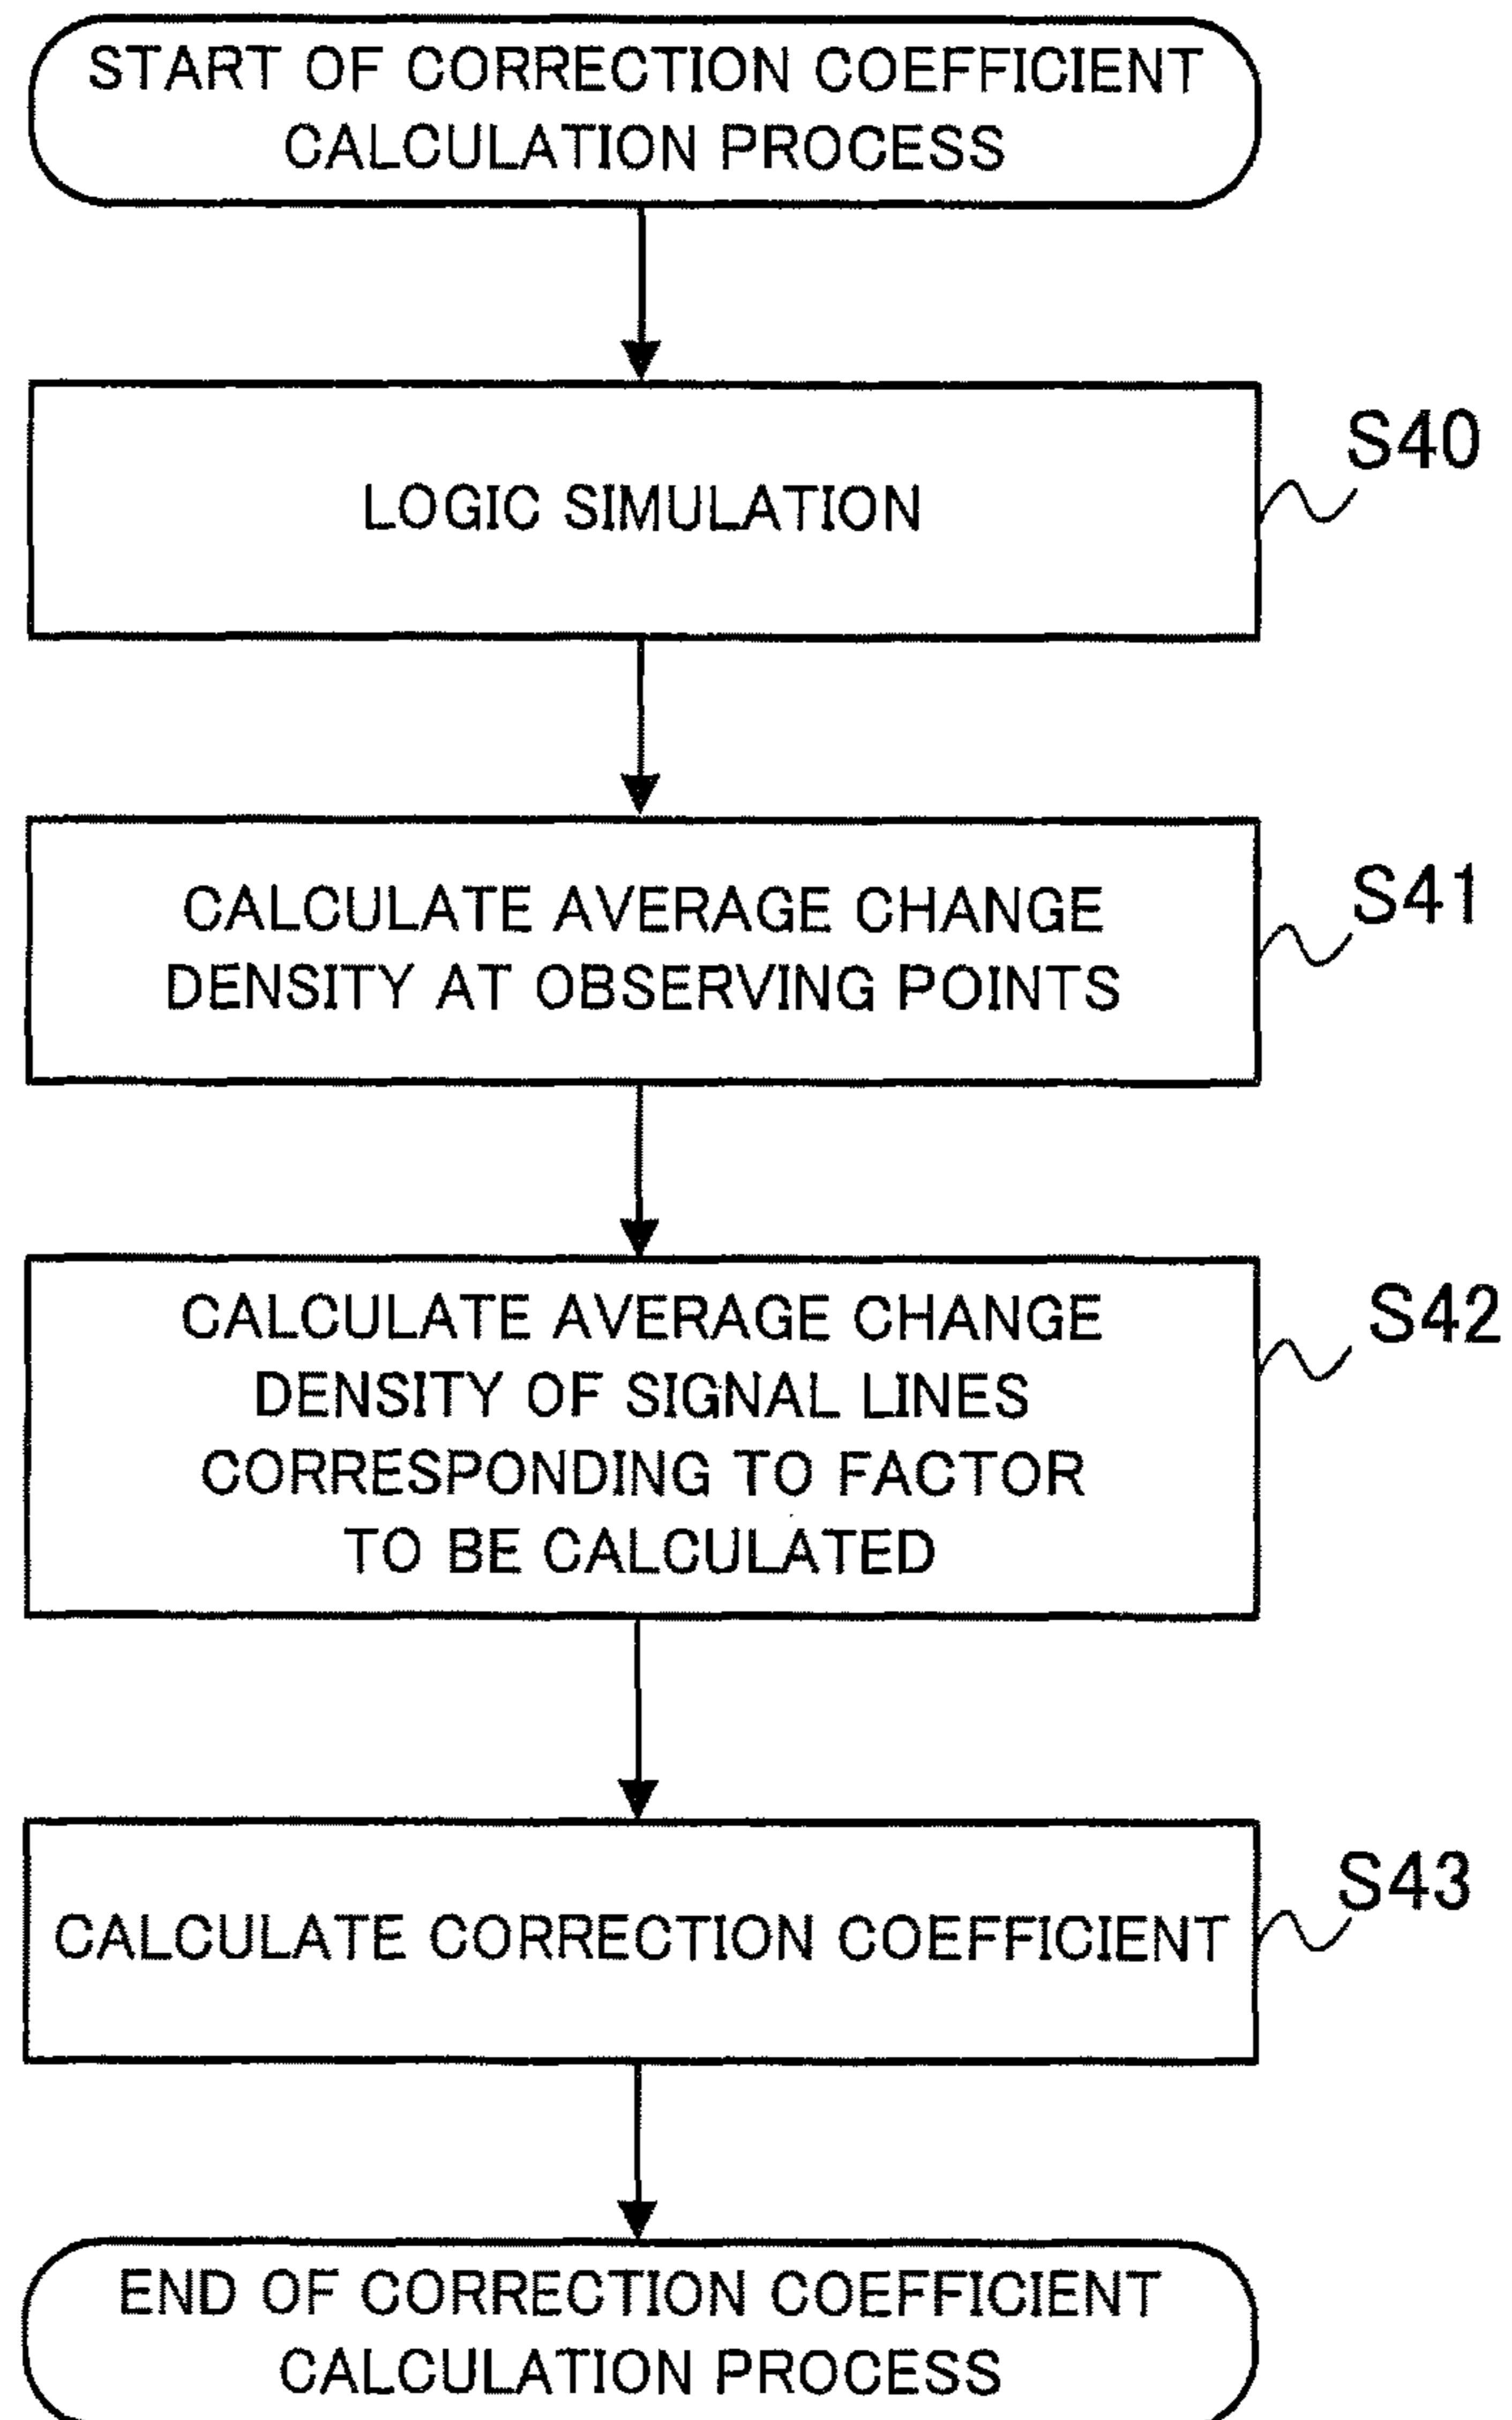 START OF CORRECTION COEFFICIENT
CALCULATION PROCESS
S40
LOGIC SIMULATION
S41
CALCULATE AVERAGE CHANGE
DENSITY AT OBSERVING POINTS
S42
CALCULATE AVERAGE CHANGE
DENSITY OF SIGNAL LINES
CORRESPONDING TO FACTOR
TO BE CALCULATED
S43
CALCULATE CORRECTION COEFFICIENT
END OF CORRECTION COEFFICIENT
CALCULATION PROCESS